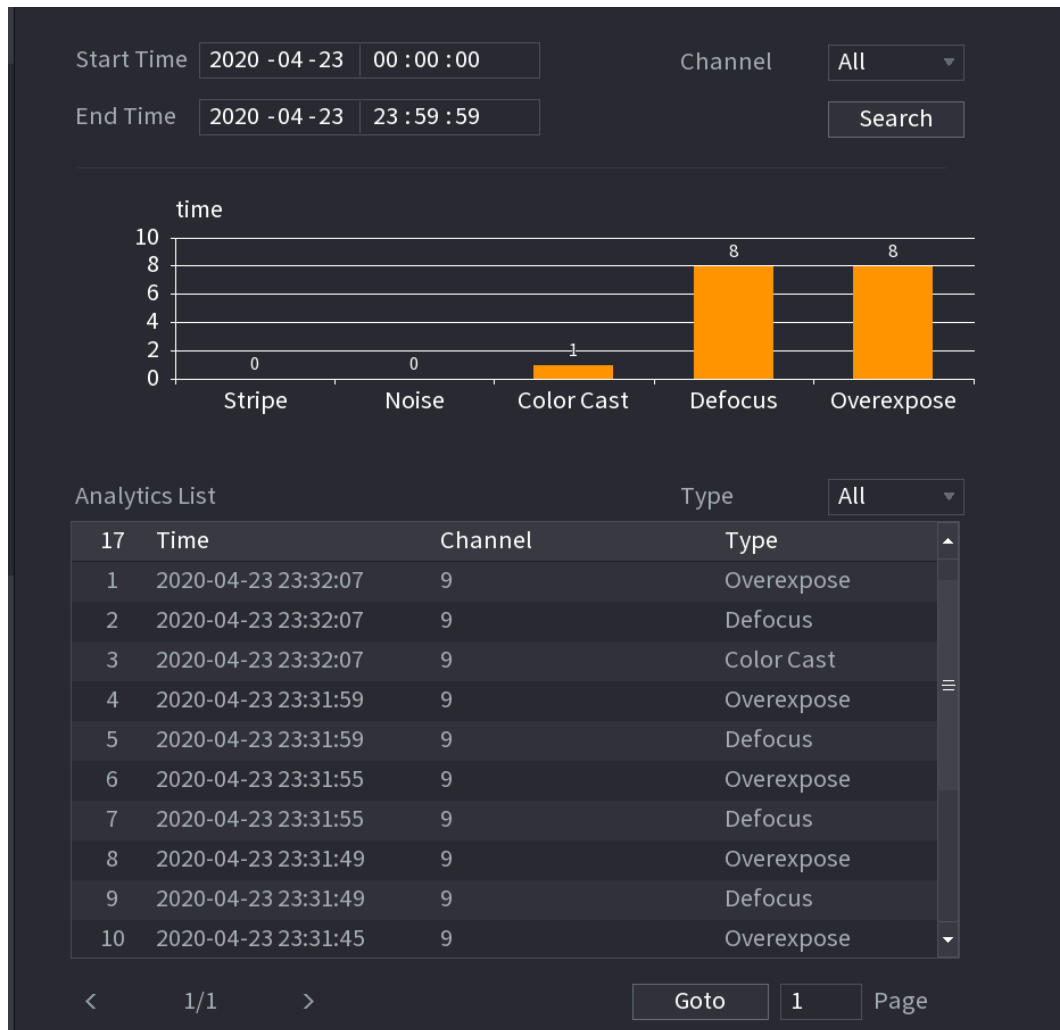 Start Time 2020 -04 -23 00 : 00 : 00 Channel All
End Time 2020 -04 -23 23 : 59 : 59 Search
time
10
8
6
4
2
0
0 0 1 8 8
Stripe Noise Color Cast Defocus Overexpose
Analytics List Type All
17 Time Channel Type
1 2020-04-23 23:32:07 9 Overexpose
2 2020-04-23 23:32:07 9 Defocus
3 2020-04-23 23:32:07 9 Color Cast
4 2020-04-23 23:31:59 9 Overexpose
5 2020-04-23 23:31:59 9 Defocus
6 2020-04-23 23:31:55 9 Overexpose
7 2020-04-23 23:31:55 9 Defocus
8 2020-04-23 23:31:49 9 Overexpose
9 2020-04-23 23:31:49 9 Defocus
10 2020-04-23 23:31:45 9 Overexpose
< 1/1 > Goto 1 Page